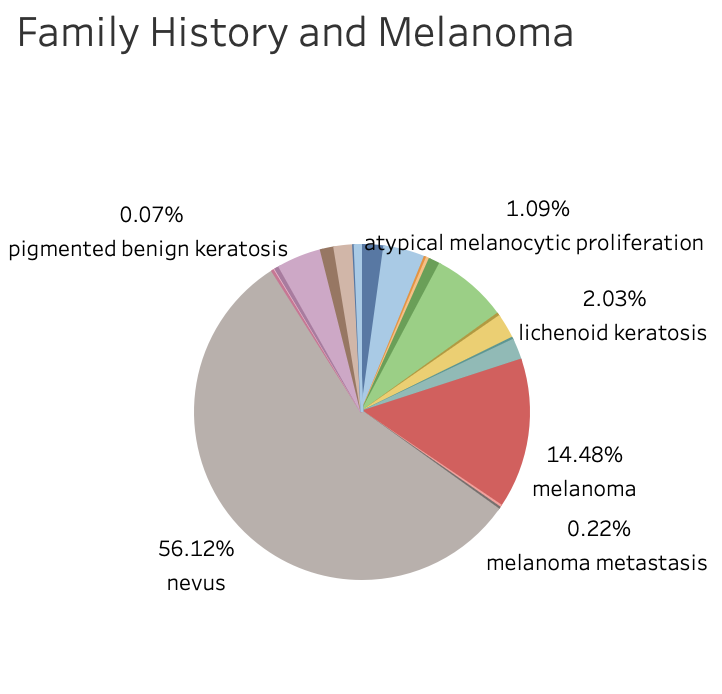 Family History and Melanoma
0.07%
pigmented benign keratosis
1.09%
atypical melanocytic proliferation
2.03%
lichenoid keratosis
14.48%
melanoma
0.22%
melanoma metastasis
56.12%
nevus